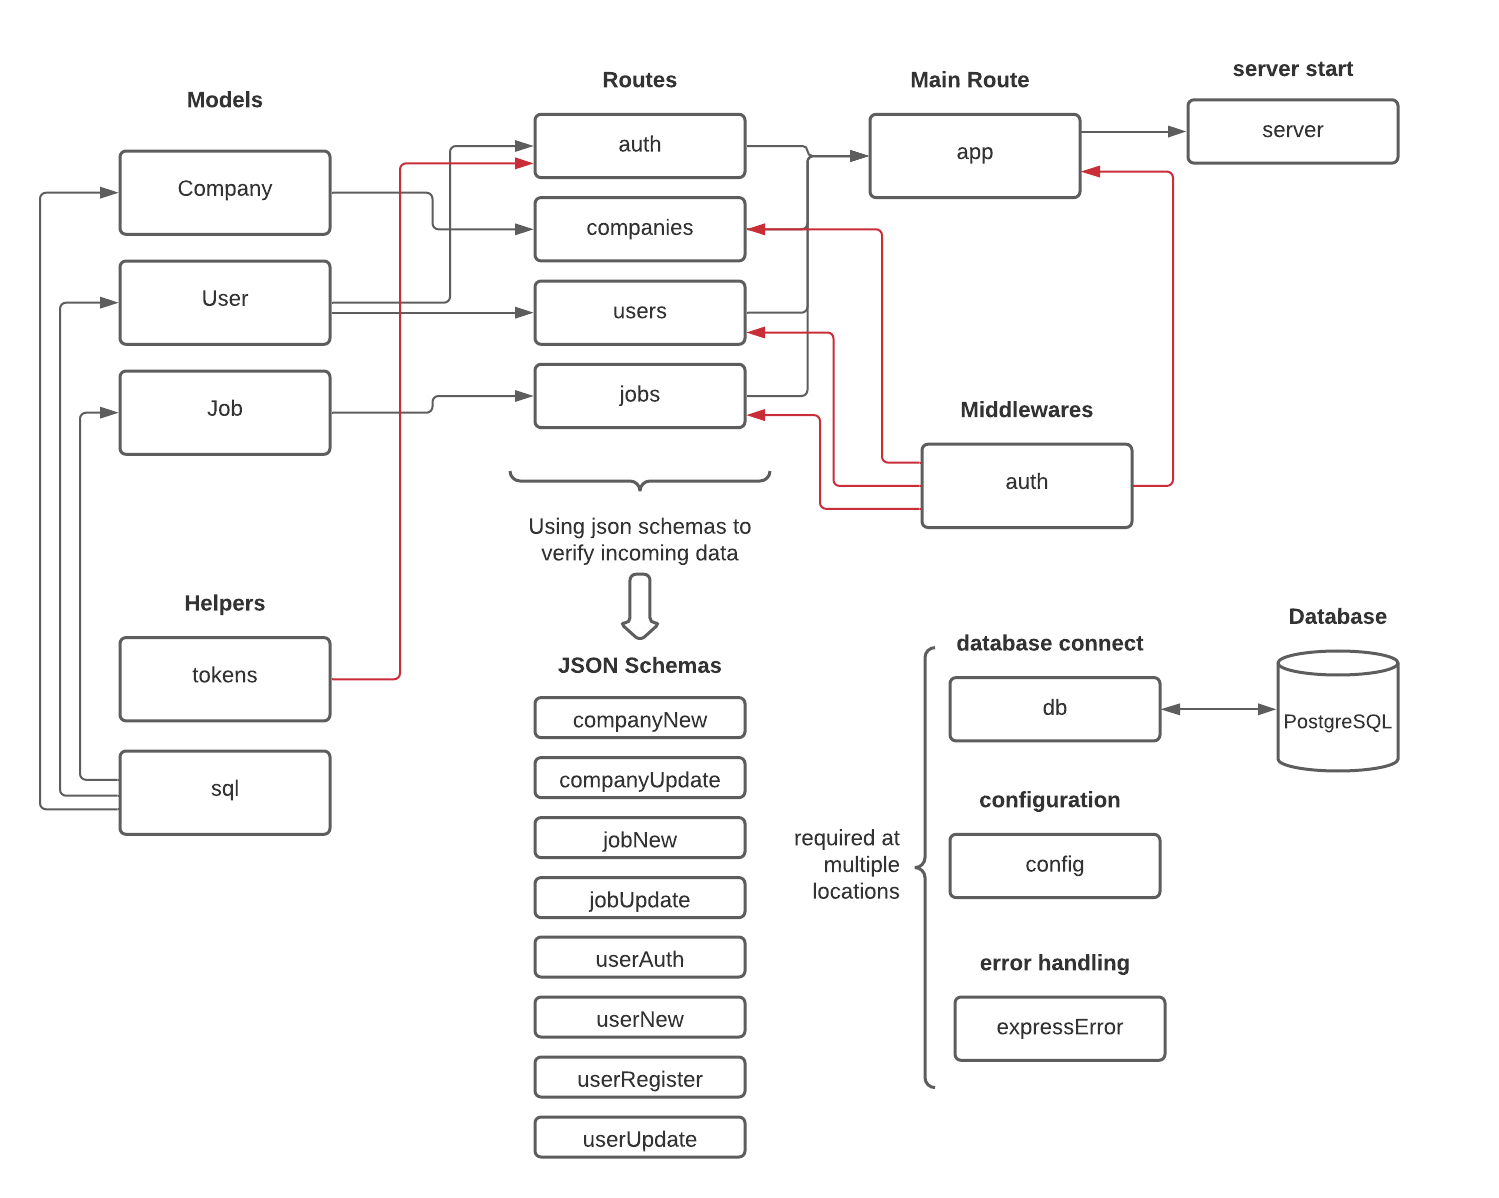 Models
Company
User
Job
Helpers
tokens
sql
Routes
auth
companies
users
jobs
Using json schemas to
verify incoming data
JSON Schemas
companyNew
companyUpdate
jobNew
jobUpdate
userAuth
userNew
userRegister
userUpdate
Main Route
app
server start
server
Middlewares
auth
required at
multiple
locations
database connect
db
Database
PostgreSQL
configuration
config
error handling
expressError